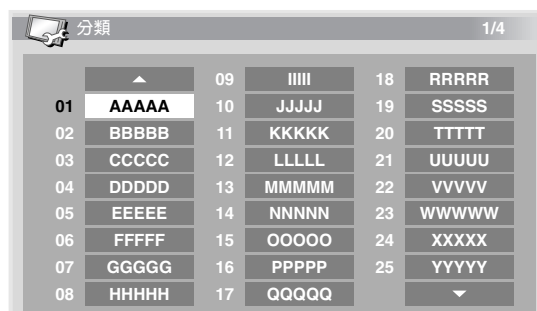 分類 1/4
09 IIIII 18 RRRRR
01 AAAAA 10 JJJJJ 19 SSSSS
02 BBBBB 11 KKKKK 20 TTTTT
03 CCCCC 12 LLLLL 21 UUUUU
04 DDDDD 13 MMMMM 22 VVVVV
05 EEEEE 14 NNNNN 23 WWWWW
06 FFFFF 15 OOOOO 24 XXXXX
07 GGGGG 16 PPPPP 25 YYYYY
08 HHHHH 17 QQQQQ